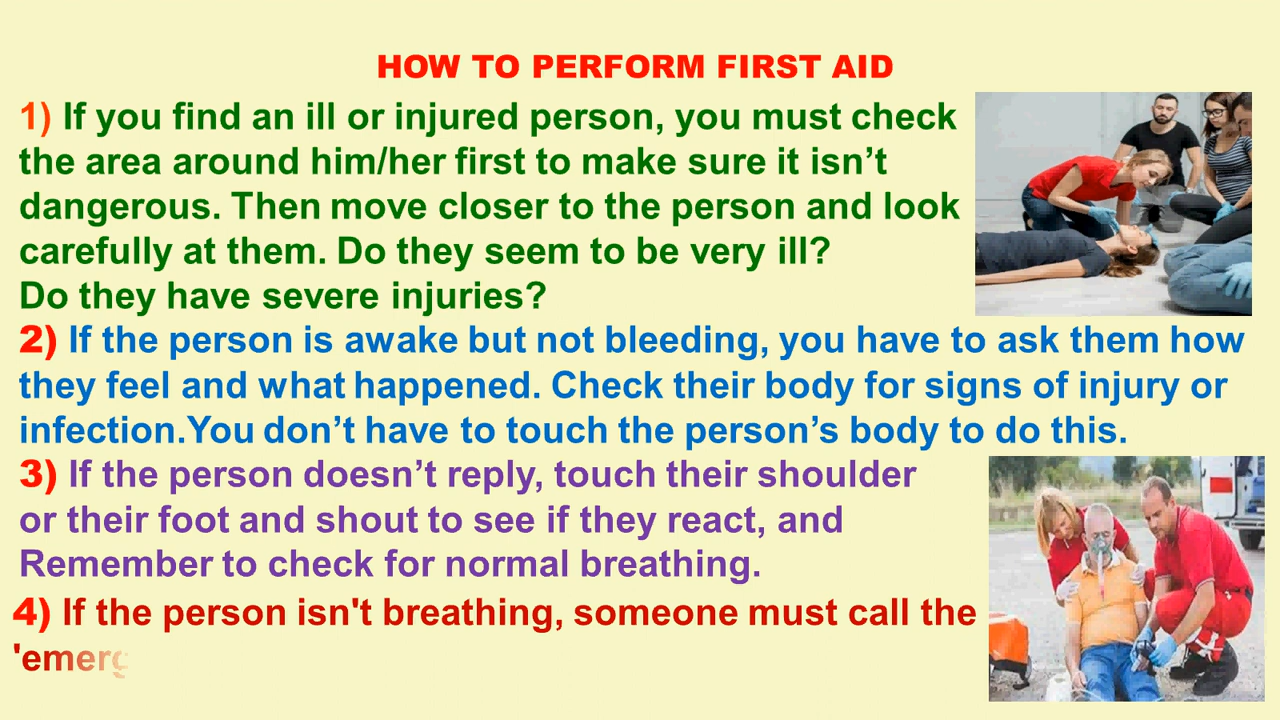 HOW TO PERFORM FIRST AID
1) If you find an ill or injured person, you must check
the area around him/her first to make sure it isn’t
dangerous. Then move closer to the person and look
carefully at them. Do they seem to be very ill?
Do they have severe injuries?
2) If the person is awake but not bleeding, you have to ask them how
they feel and what happened. Check their body for signs of injury or
infection.You don’t have to touch the person’s body to do this.
3) If the person doesn’t reply, touch their shoulder
or their foot and shout to see if they react, and
Remember to check for normal breathing.
4) If the person isn't breathing, someone must call the
'emerg